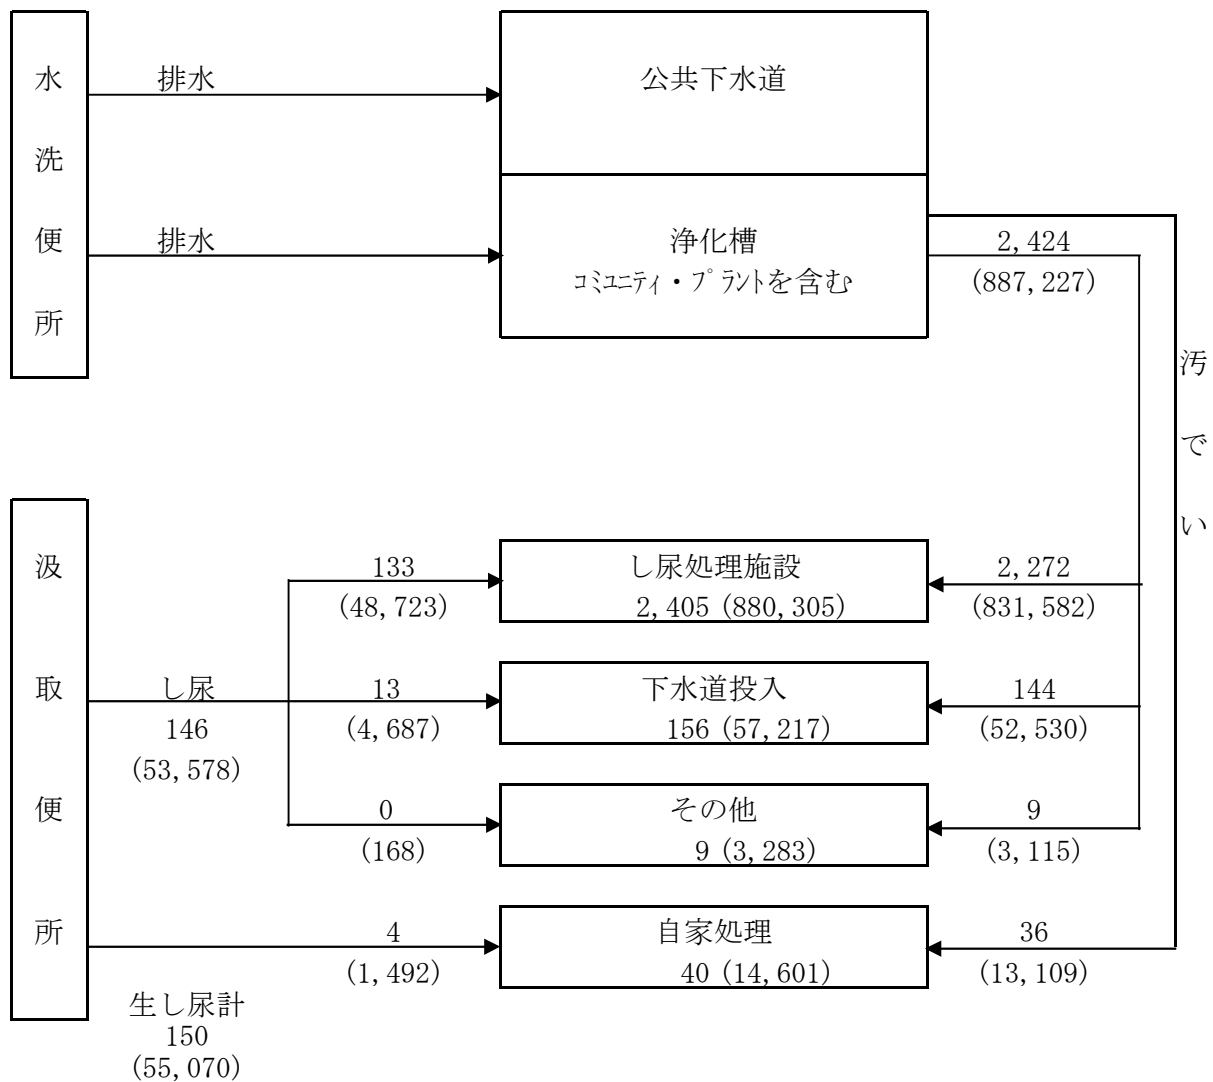 水洗便所
排水
公共下水道
排水
浄化槽
コミュニティ・プラントを含む
2,424
(887,227)
汚でい
汲取便所
し尿
146
(53,578)
133
(48,723)
し尿処理施設
2,405 (880,305)
2,272
(831,582)
13
(4,687)
下水道投入
156 (57,217)
144
(52,530)
0
(168)
その他
9 (3,283)
9
(3,115)
4
(1,492)
自家処理
40 (14,601)
36
(13,109)
生し尿計
150
(55,070)